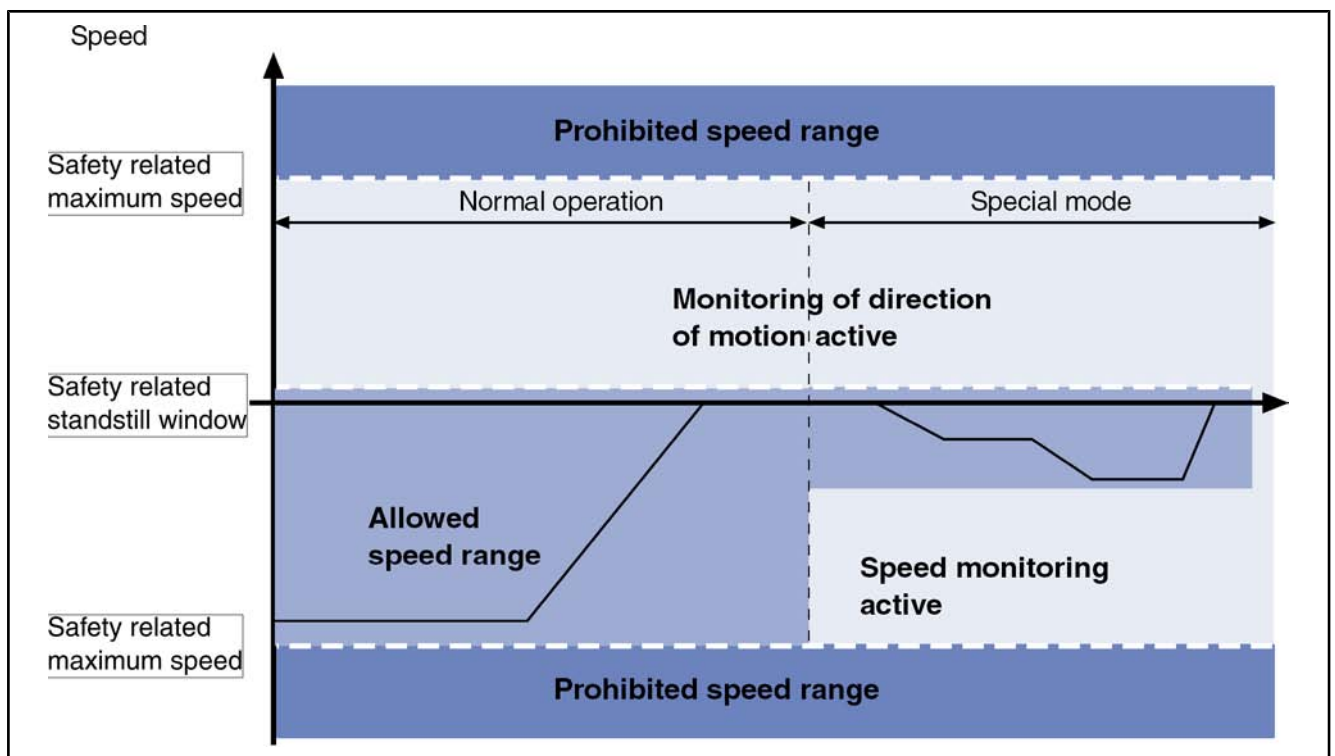 Speed
Prohibited speed range
Safety related
maximum speed
Normal operation
Special mode
Monitoring of direction
of motion active
Safety related
standstill window
Allowed
speed range
Speed monitoring
active
Safety related
maximum speed
Prohibited speed range